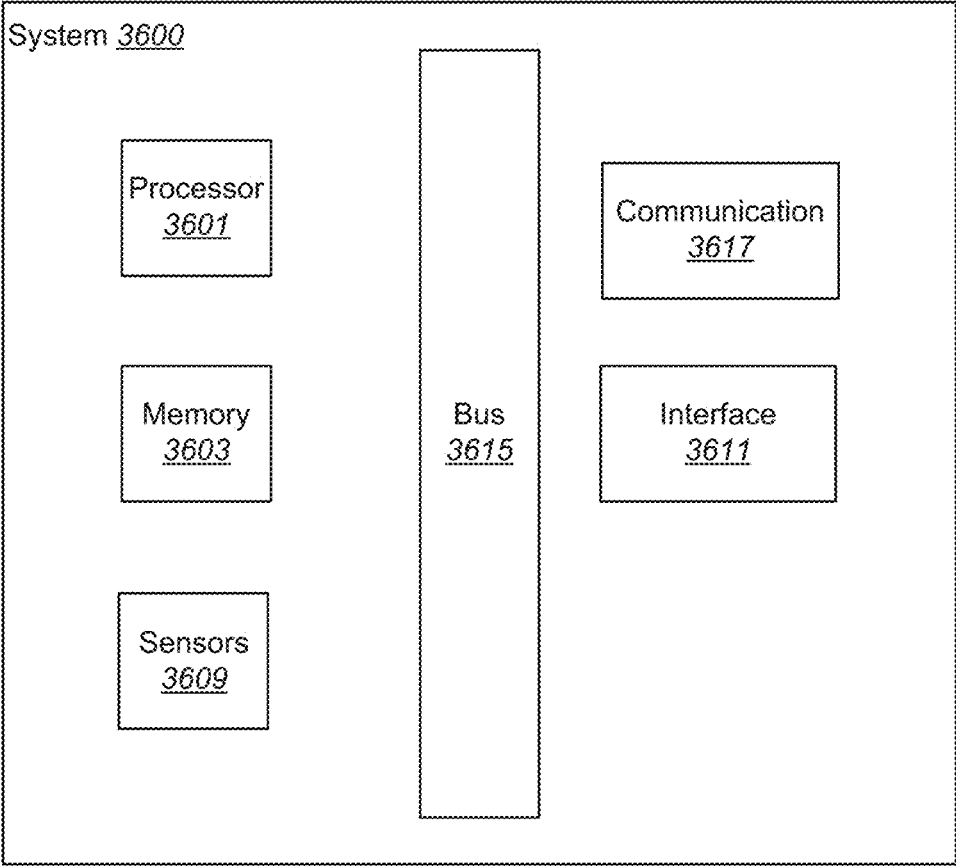 System 3600
Processor
3601
Communication
3617
Memory
3603
Bus
3615
Interface
3611
Sensors
3609